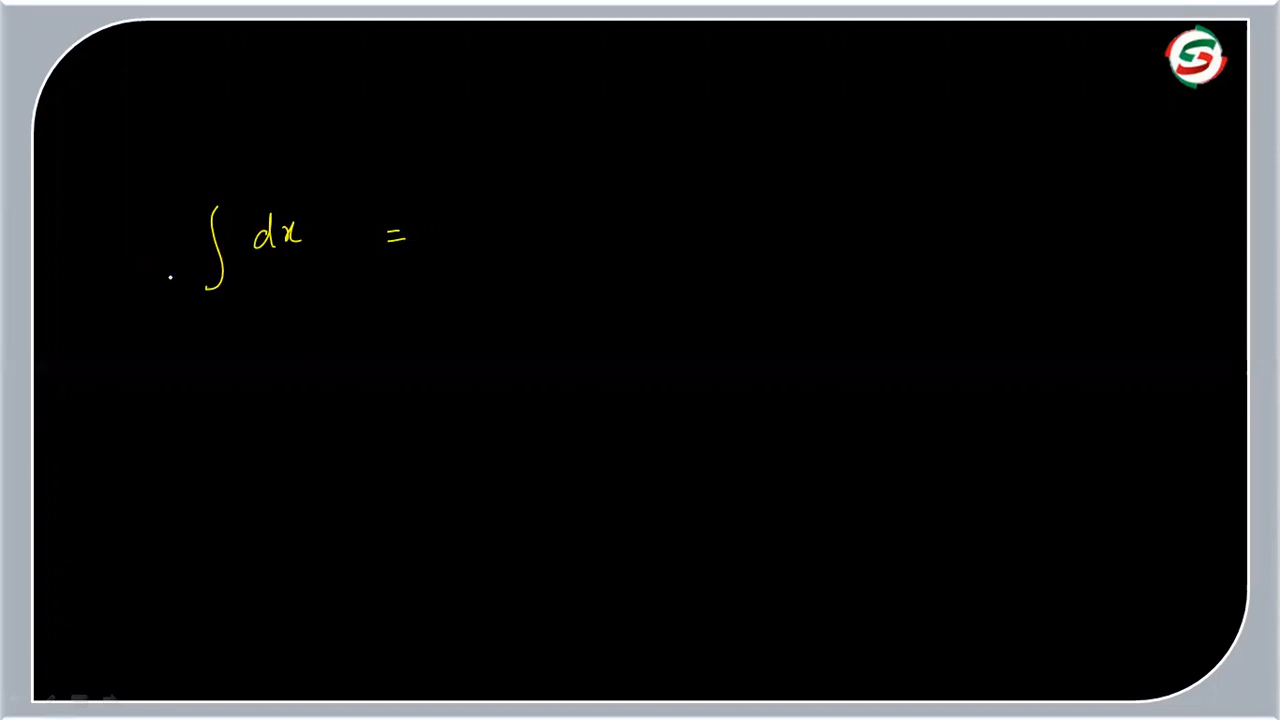 ∫ dx =